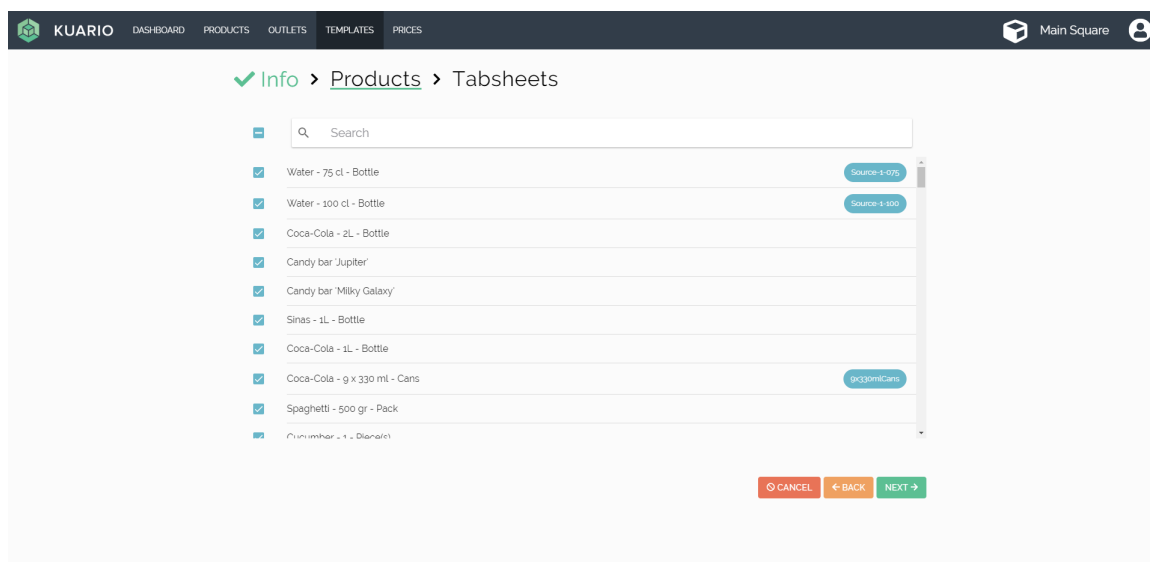 KUARIO DASHBOARD PRODUCTS OUTLETS TEMPLATES PRICES Main Square
Info > Products > Tabsheets
Search
Water - 75 cl - Bottle Source-1-075
Water - 100 cl - Bottle Source-1-100
Coca-Cola - 2L - Bottle
Candy bar 'Jupiter'
Candy bar 'Milky Galaxy'
Sinas - 1L - Bottle
Coca-Cola - 1L - Bottle
Coca-Cola - 9 x 330 ml - Cans 9x330mlCans
Spaghetti - 500 gr - Pack
Cucumber - 1 - Piece(s)
CANCEL BACK NEXT